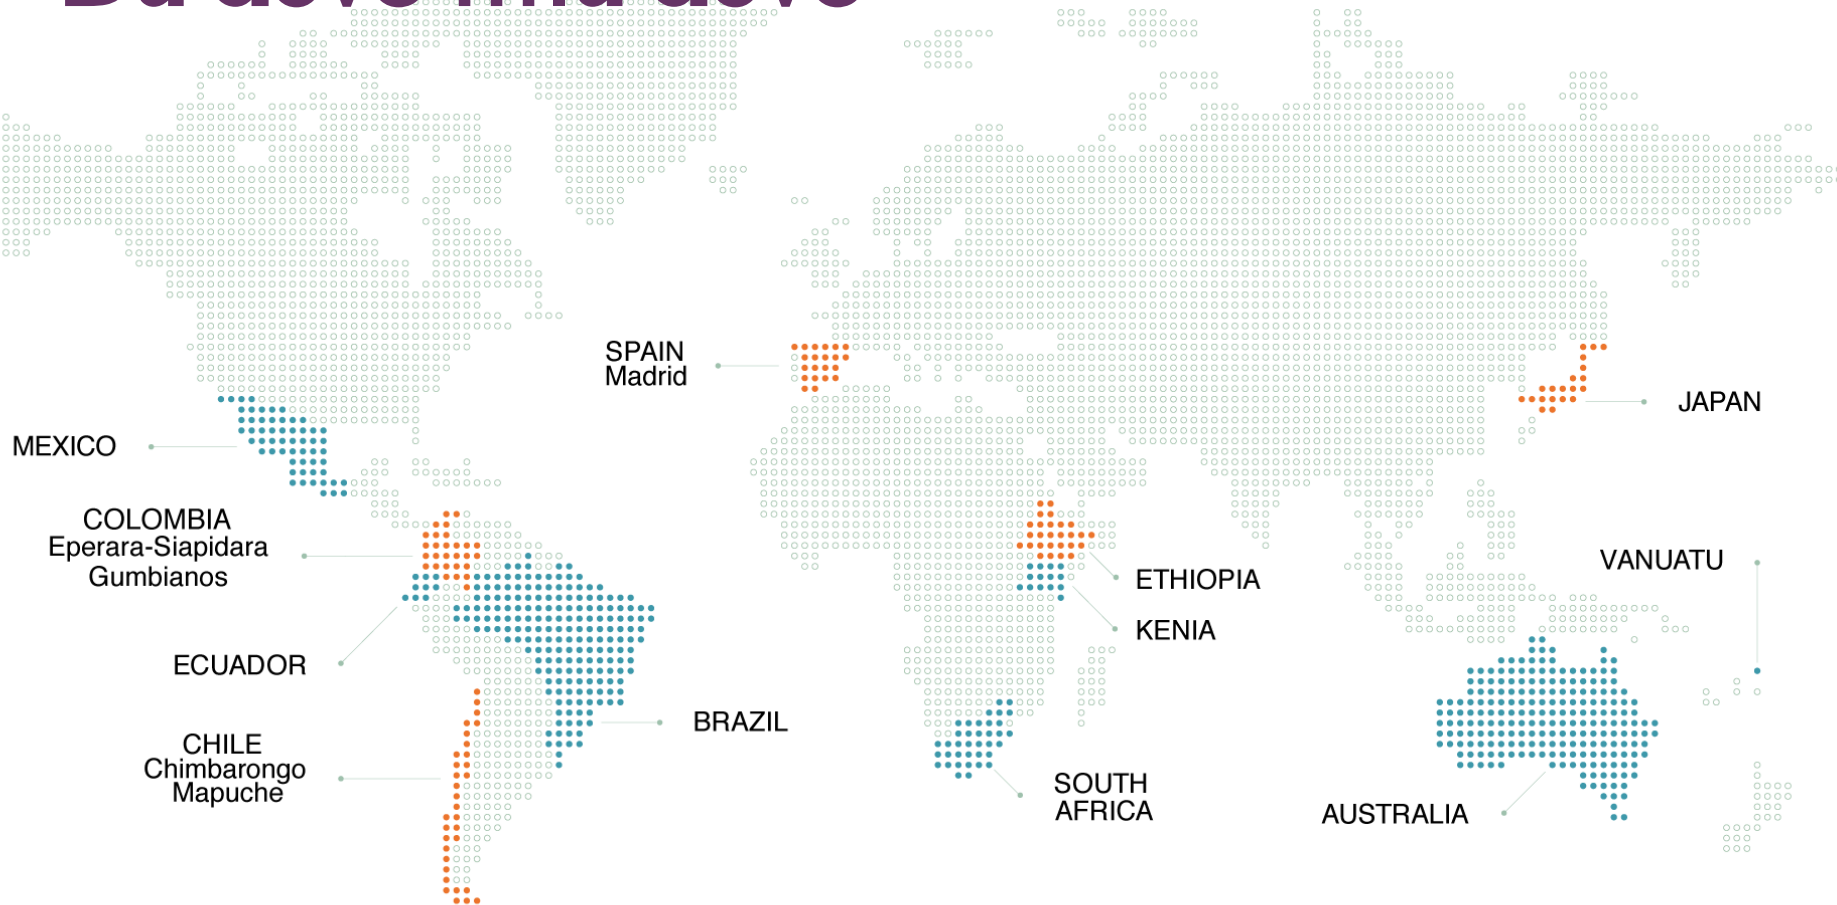 SPAIN
Madrid
JAPAN
MEXICO
COLOMBIA
Eperara-Siapidara
Gumbianos
VANUATU
ETHIOPIA
KENIA
ECUADOR
BRAZIL
CHILE
Chimbarongo
Mapuche
SOUTH
AFRICA
AUSTRALIA